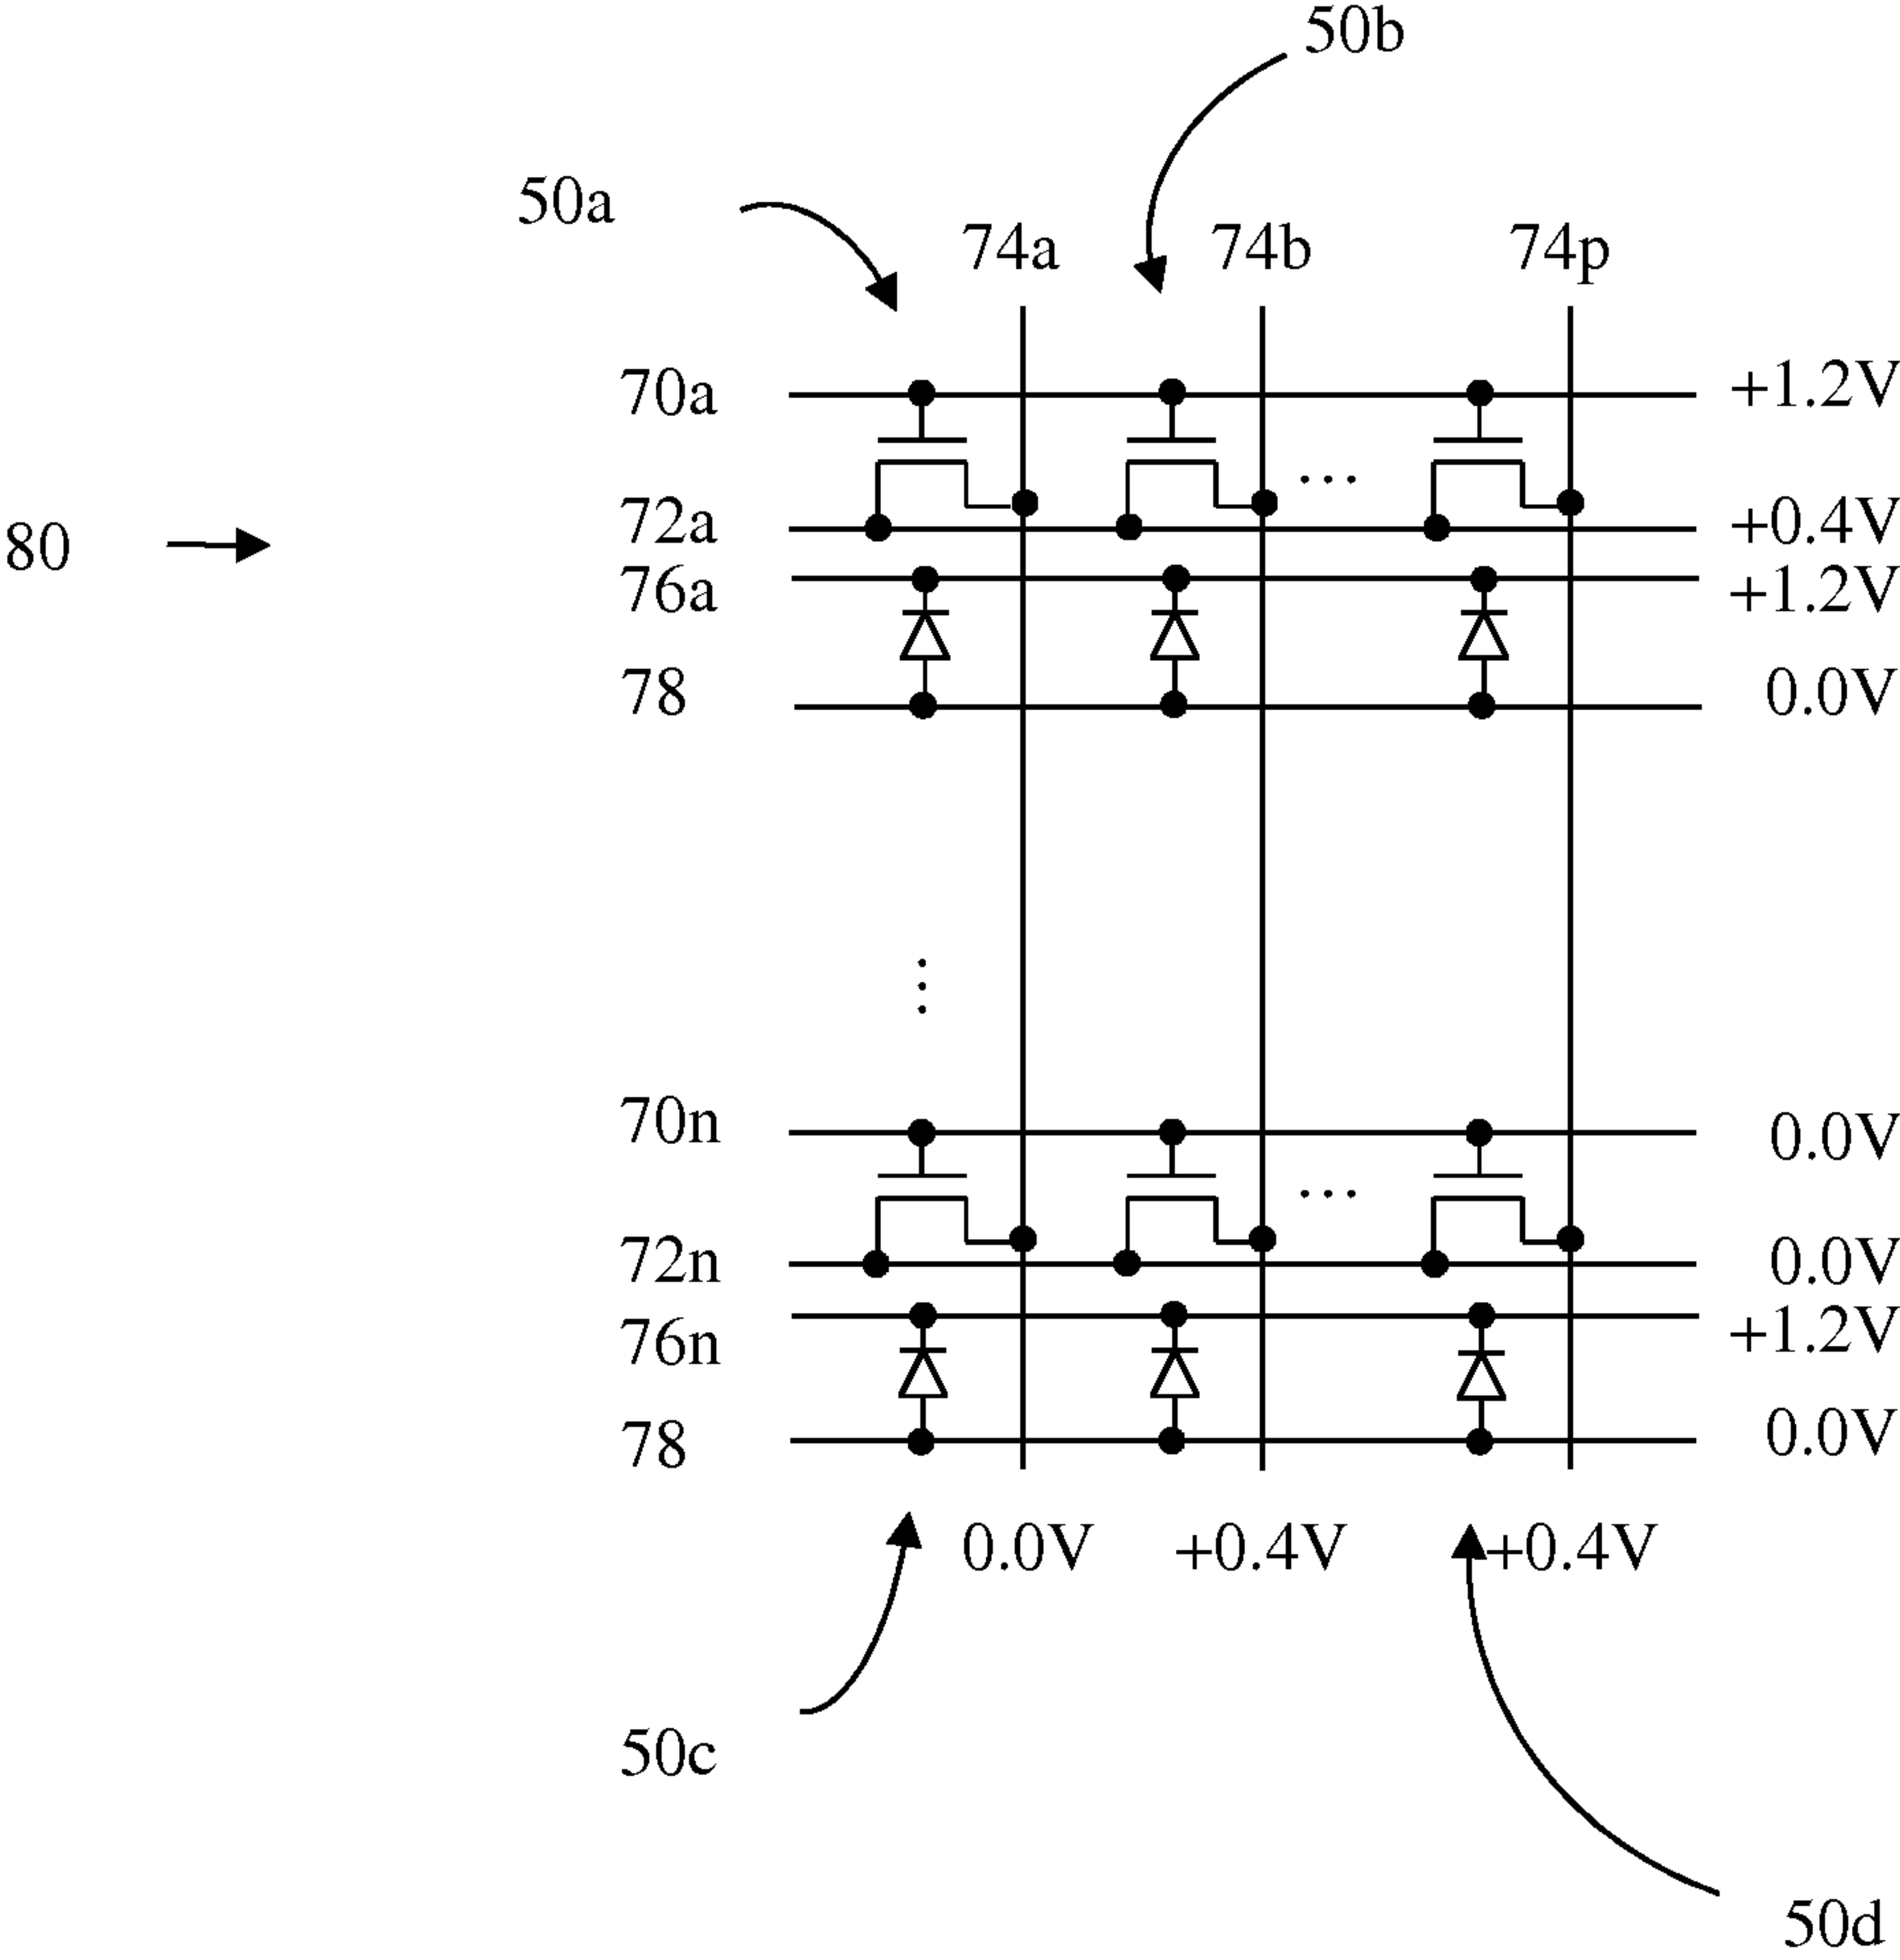 50b
50a
74a 74b 74p
70a +1.2V
...
72a +0.4V
80
76a +1.2V
78 0.0V
70n 0.0V
...
72n 0.0V
76n +1.2V
78 0.0V
0.0V +0.4V +0.4V
50c
50d